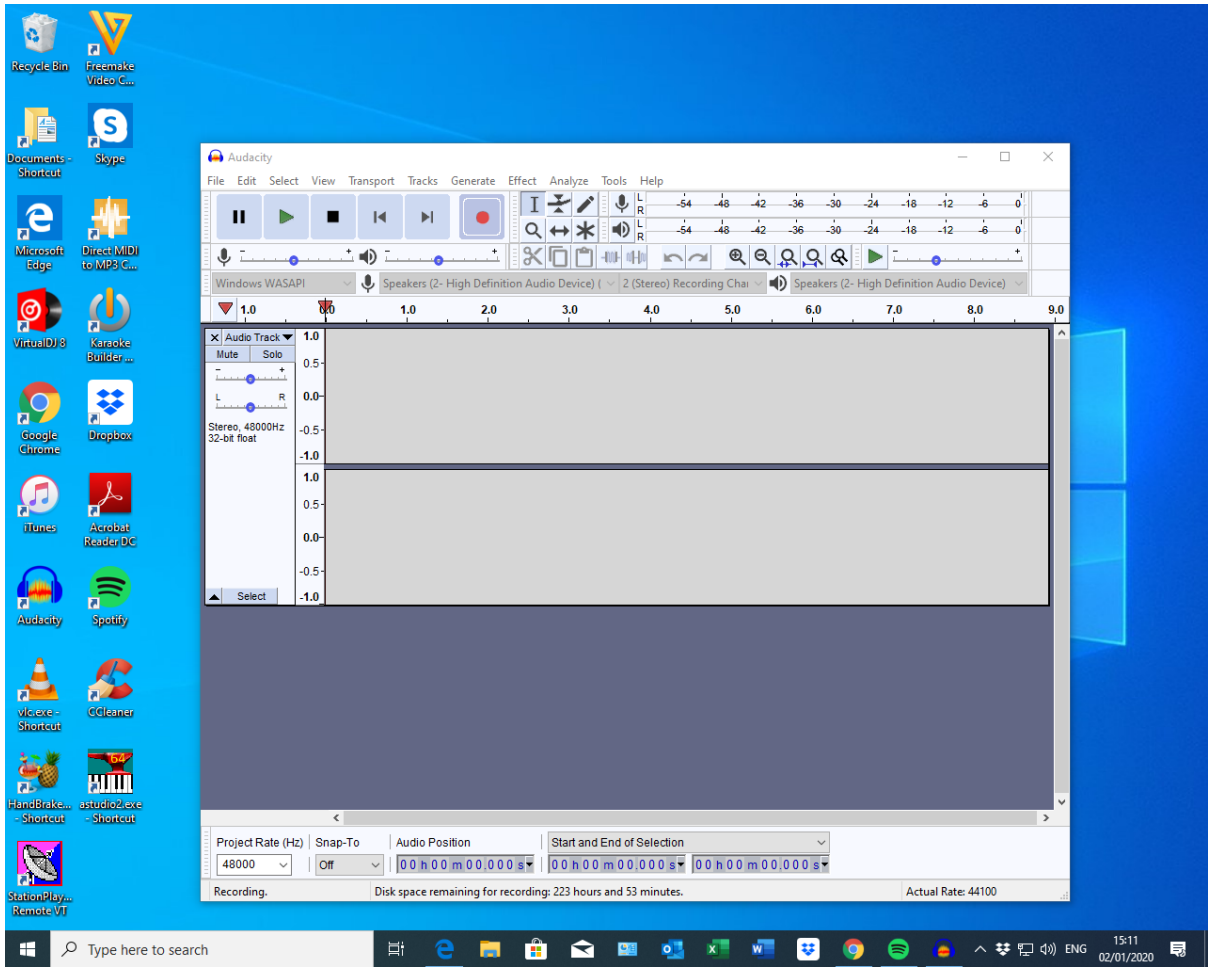 Recycle Bin
Freemake
Video C...
Documents -
Shortcut
Skype
Microsoft
Edge
Direct MIDI
to MP3 C...
VirtualDJ 8
Karaoke
Builder ...
Google
Chrome
Dropbox
iTunes
Acrobat
Reader DC
Audacity
Spotify
vlc.exe -
Shortcut
CCleaner
HandBrake...
- Shortcut
64
astudio2.exe
- Shortcut
StationPlay...
Remote VT
Audacity
File Edit Select View Transport Tracks Generate Effect Analyze Tools Help
L
R
-54 -48 -42 -36 -30 -24 -18 -12 -6 0
L
R
-54 -48 -42 -36 -30 -24 -18 -12 -6 0
Windows WASAPI Speakers (2- High Definition Audio Device) ( 2 (Stereo) Recording Chai Speakers (2- High Definition Audio Device)
1.0 0.0 1.0 2.0 3.0 4.0 5.0 6.0 7.0 8.0 9.0
X Audio Track
Mute Solo
- +
L R
Stereo, 48000Hz
32-bit float
Select
1.0
0.5-
0.0-
-0.5-
-1.0
1.0
0.5-
0.0-
-0.5-
-1.0
Project Rate (Hz) Snap-To Audio Position Start and End of Selection
48000 Off 00 h 00 m 00.000 s 00 h 00 m 00.000 s 00 h 00 m 00.000 s
Recording. Disk space remaining for recording: 223 hours and 53 minutes. Actual Rate: 44100
Type here to search
ENG
15:11
02/01/2020